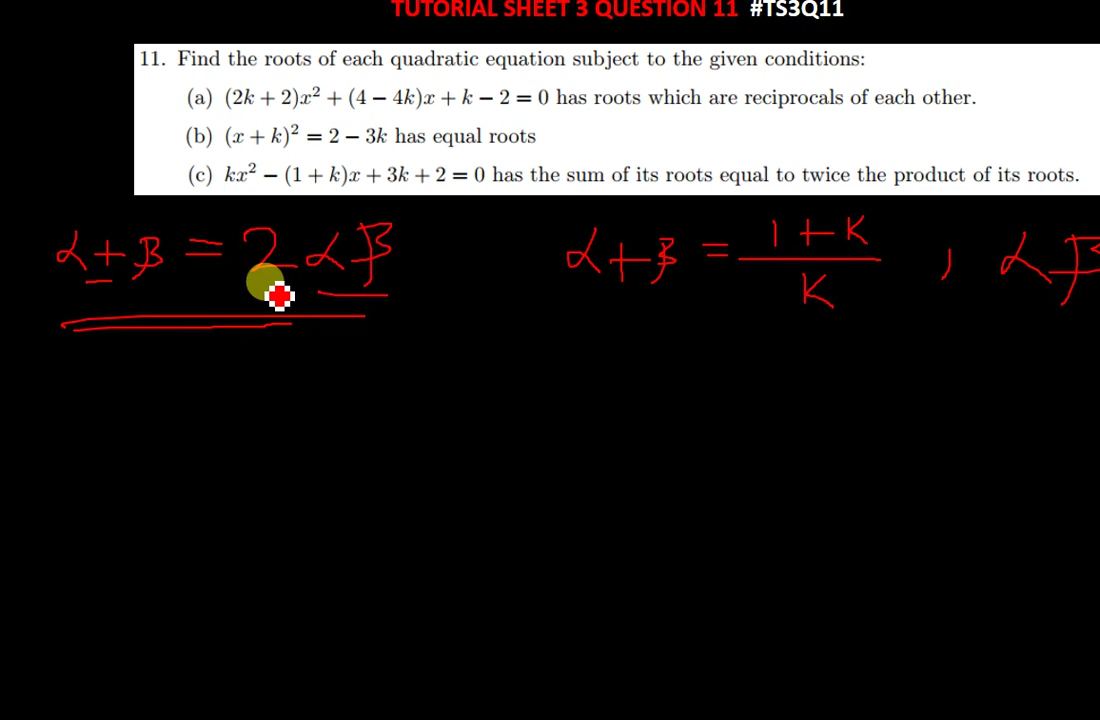 TUTORIAL SHEET 3 QUESTION 11 #TS3Q11
11. Find the roots of each quadratic equation subject to the given conditions:
(a) (2k + 2)x² + (4 − 4k)x + k − 2 = 0 has roots which are reciprocals of each other.
(b) (x + k)² = 2 − 3k has equal roots
(c) kx² − (1 + k)x + 3k + 2 = 0 has the sum of its roots equal to twice the product of its roots.
α + β = 2 αβ α + β = (1 + K)/K , αβ